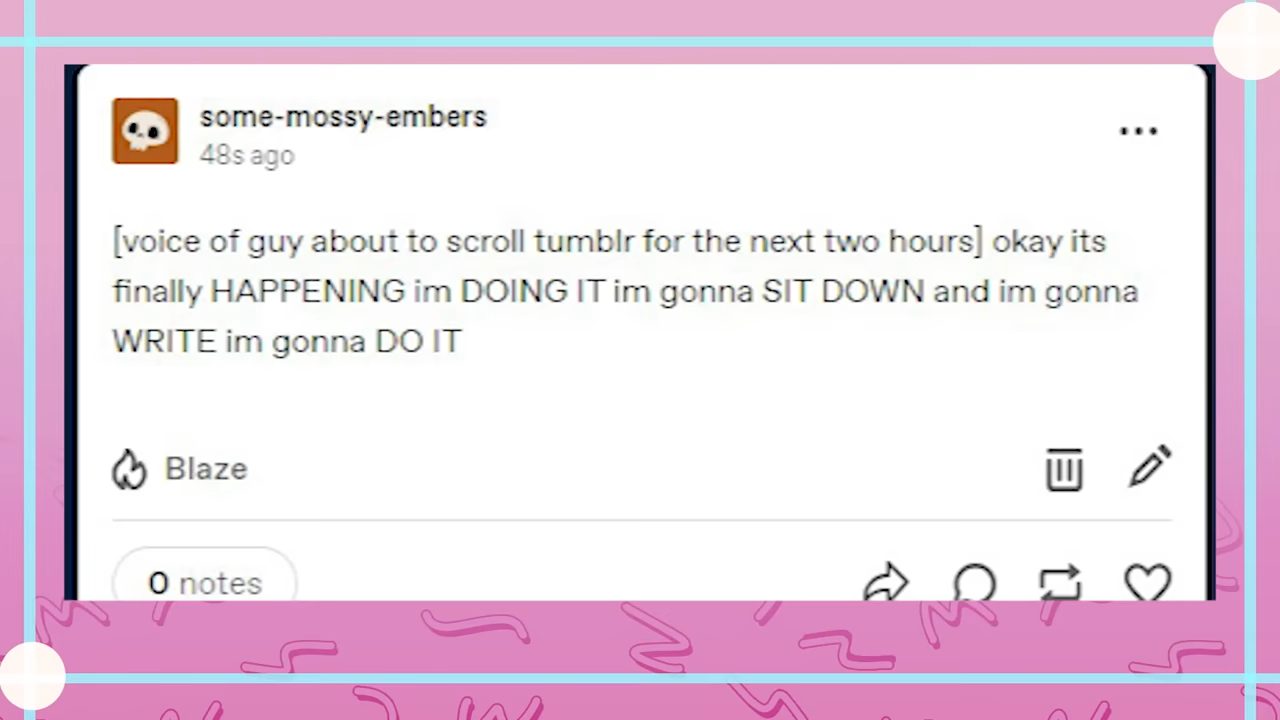 some-mossy-embers
48s ago
[voice of guy about to scroll tumblr for the next two hours] okay its
finally HAPPENING im DOING IT im gonna SIT DOWN and im gonna
WRITE im gonna DO IT
Blaze
0 notes